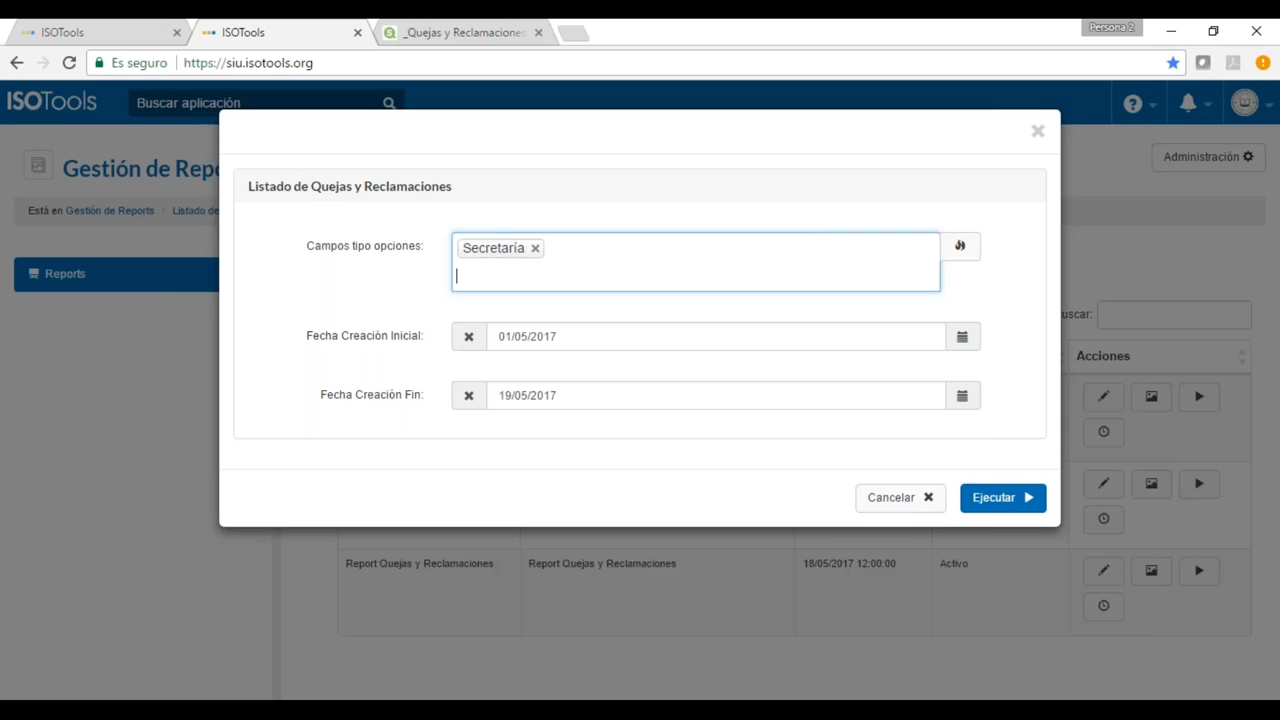 ISOTools
ISOTools
_Quejas y Reclamaciones
Persona 2
Es seguro
https://siu.isotools.org
ISOTools
Buscar aplicación
Gestión de Rep
Administración
Está en Gestión de Reports / Listado de
Reports
Listado de Quejas y Reclamaciones
Campos tipo opciones:
Secretaría
Fecha Creación Inicial:
01/05/2017
Fecha Creación Fin:
19/05/2017
Cancelar
Ejecutar
uscar:
Acciones
Report Quejas y Reclamaciones
Report Quejas y Reclamaciones
18/05/2017 12:00:00
Activo